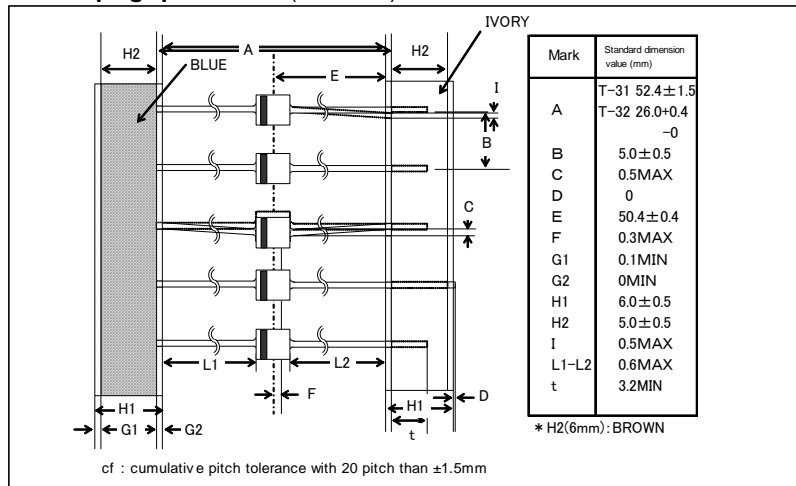 IVORY
H2
A
H2
BLUE
E
I
B
C
L1
L2
F
D
H1
H1
G1
G2
t
cf : cumulative pitch tolerance with 20 pitch than ±1.5mm
Mark Standard dimension value (mm)
A T-31 52.4±1.5
T-32 26.0+0.4
-0
B 5.0±0.5
C 0.5MAX
D 0
E 50.4±0.4
F 0.3MAX
G1 0.1MIN
G2 0MIN
H1 6.0±0.5
H2 5.0±0.5
I 0.5MAX
L1-L2 0.6MAX
t 3.2MIN
* H2(6mm): BROWN